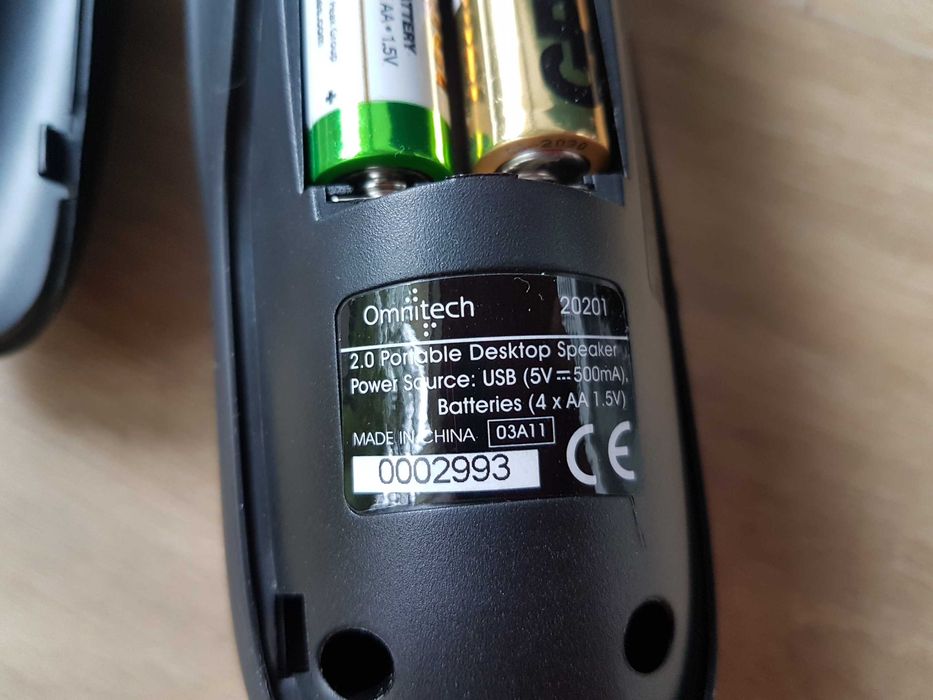 BATTERY
AA • 1.5V
+
2030
Omnitech 20201
2.0 Portable Desktop Speaker
Power Source: USB (5V⎓500mA),
Batteries (4 x AA 1.5V)
MADE IN CHINA 03A11
0002993 CE